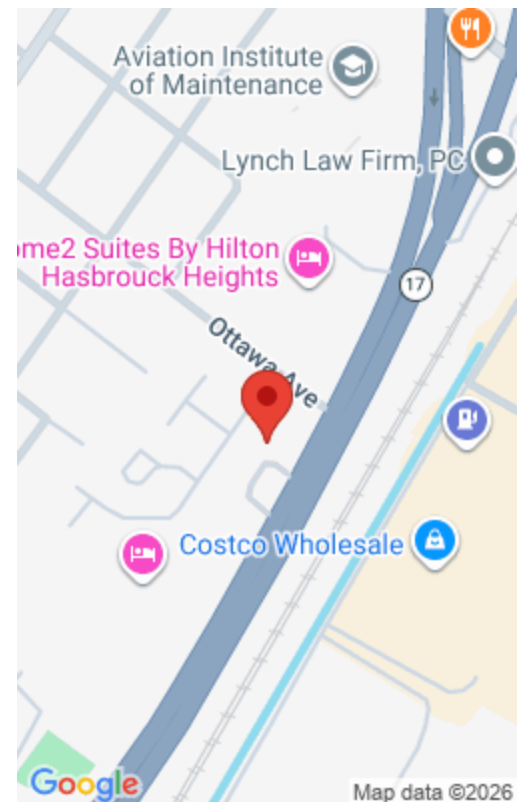 Aviation Institute
of Maintenance
Lynch Law Firm, PC
ome2 Suites By Hilton
Hasbrouck Heights
17
Ottawa Ave
Costco Wholesale
Google
Map data ©2026